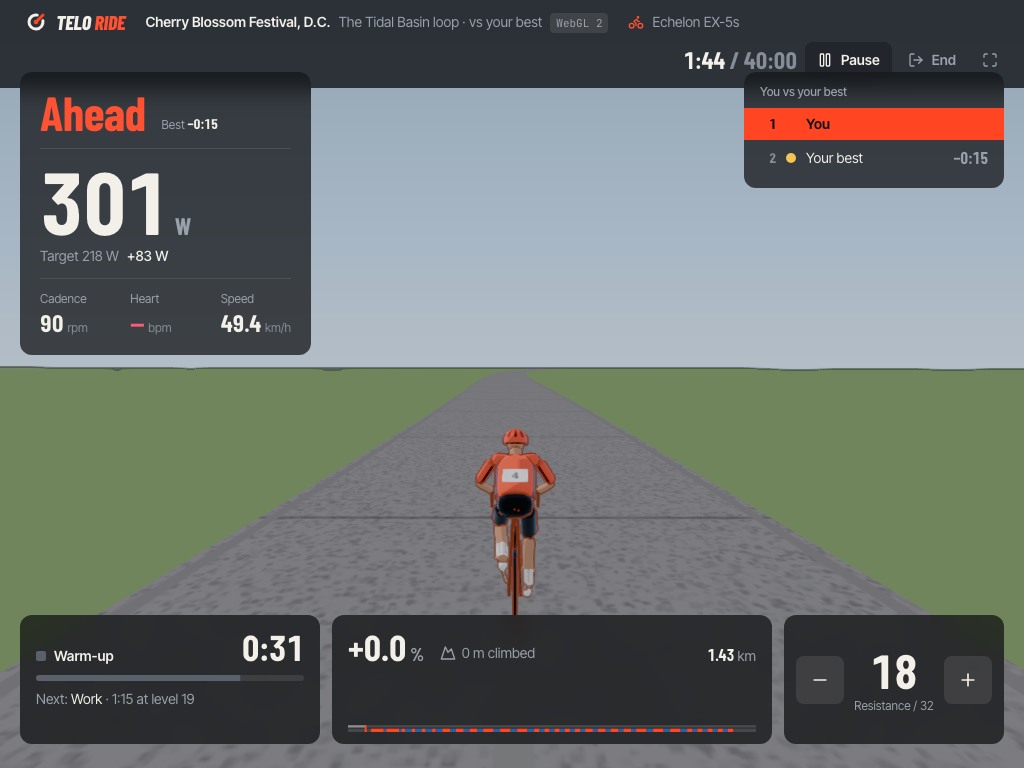 TELO RIDE Cherry Blossom Festival, D.C. The Tidal Basin loop · vs your best WebGL 2 Echelon EX-5s
1:44 / 40:00 Pause End
Ahead Best −0:15
301 W
Target 218 W +83 W
Cadence Heart Speed
90 rpm – bpm 49.4 km/h
You vs your best
1 You
2 Your best −0:15
4
Warm-up 0:31
Next: Work · 1:15 at level 19
+0.0 % 0 m climbed 1.43 km
− 18 +
Resistance / 32